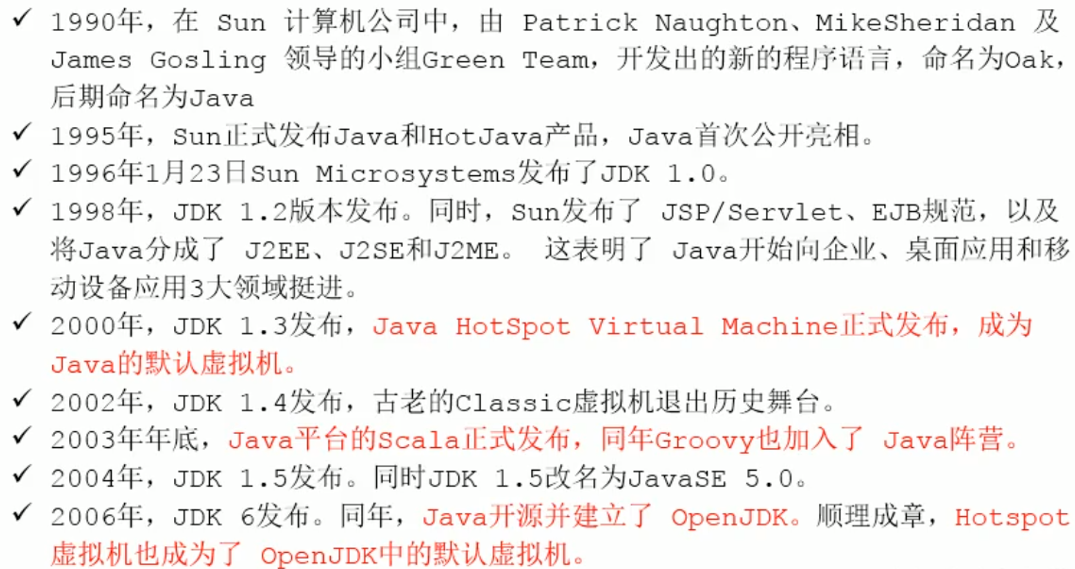 ✓ 1990年，在 Sun 计算机公司中，由 Patrick Naughton、MikeSheridan 及
James Gosling 领导的小组Green Team，开发出的新的程序语言，命名为Oak，
后期命名为Java
✓ 1995年，Sun正式发布Java和HotJava产品，Java首次公开亮相。
✓ 1996年1月23日Sun Microsystems发布了JDK 1.0。
✓ 1998年，JDK 1.2版本发布。同时，Sun发布了 JSP/Servlet、EJB规范，以及
将Java分成了 J2EE、J2SE和J2ME。 这表明了 Java开始向企业、桌面应用和移
动设备应用3大领域挺进。
✓ 2000年，JDK 1.3发布，Java HotSpot Virtual Machine正式发布，成为
Java的默认虚拟机。
✓ 2002年，JDK 1.4发布，古老的Classic虚拟机退出历史舞台。
✓ 2003年年底，Java平台的Scala正式发布，同年Groovy也加入了 Java阵营。
✓ 2004年，JDK 1.5发布。同时JDK 1.5改名为JavaSE 5.0。
✓ 2006年，JDK 6发布。同年，Java开源并建立了 OpenJDK。顺理成章，Hotspot
虚拟机也成为了 OpenJDK中的默认虚拟机。